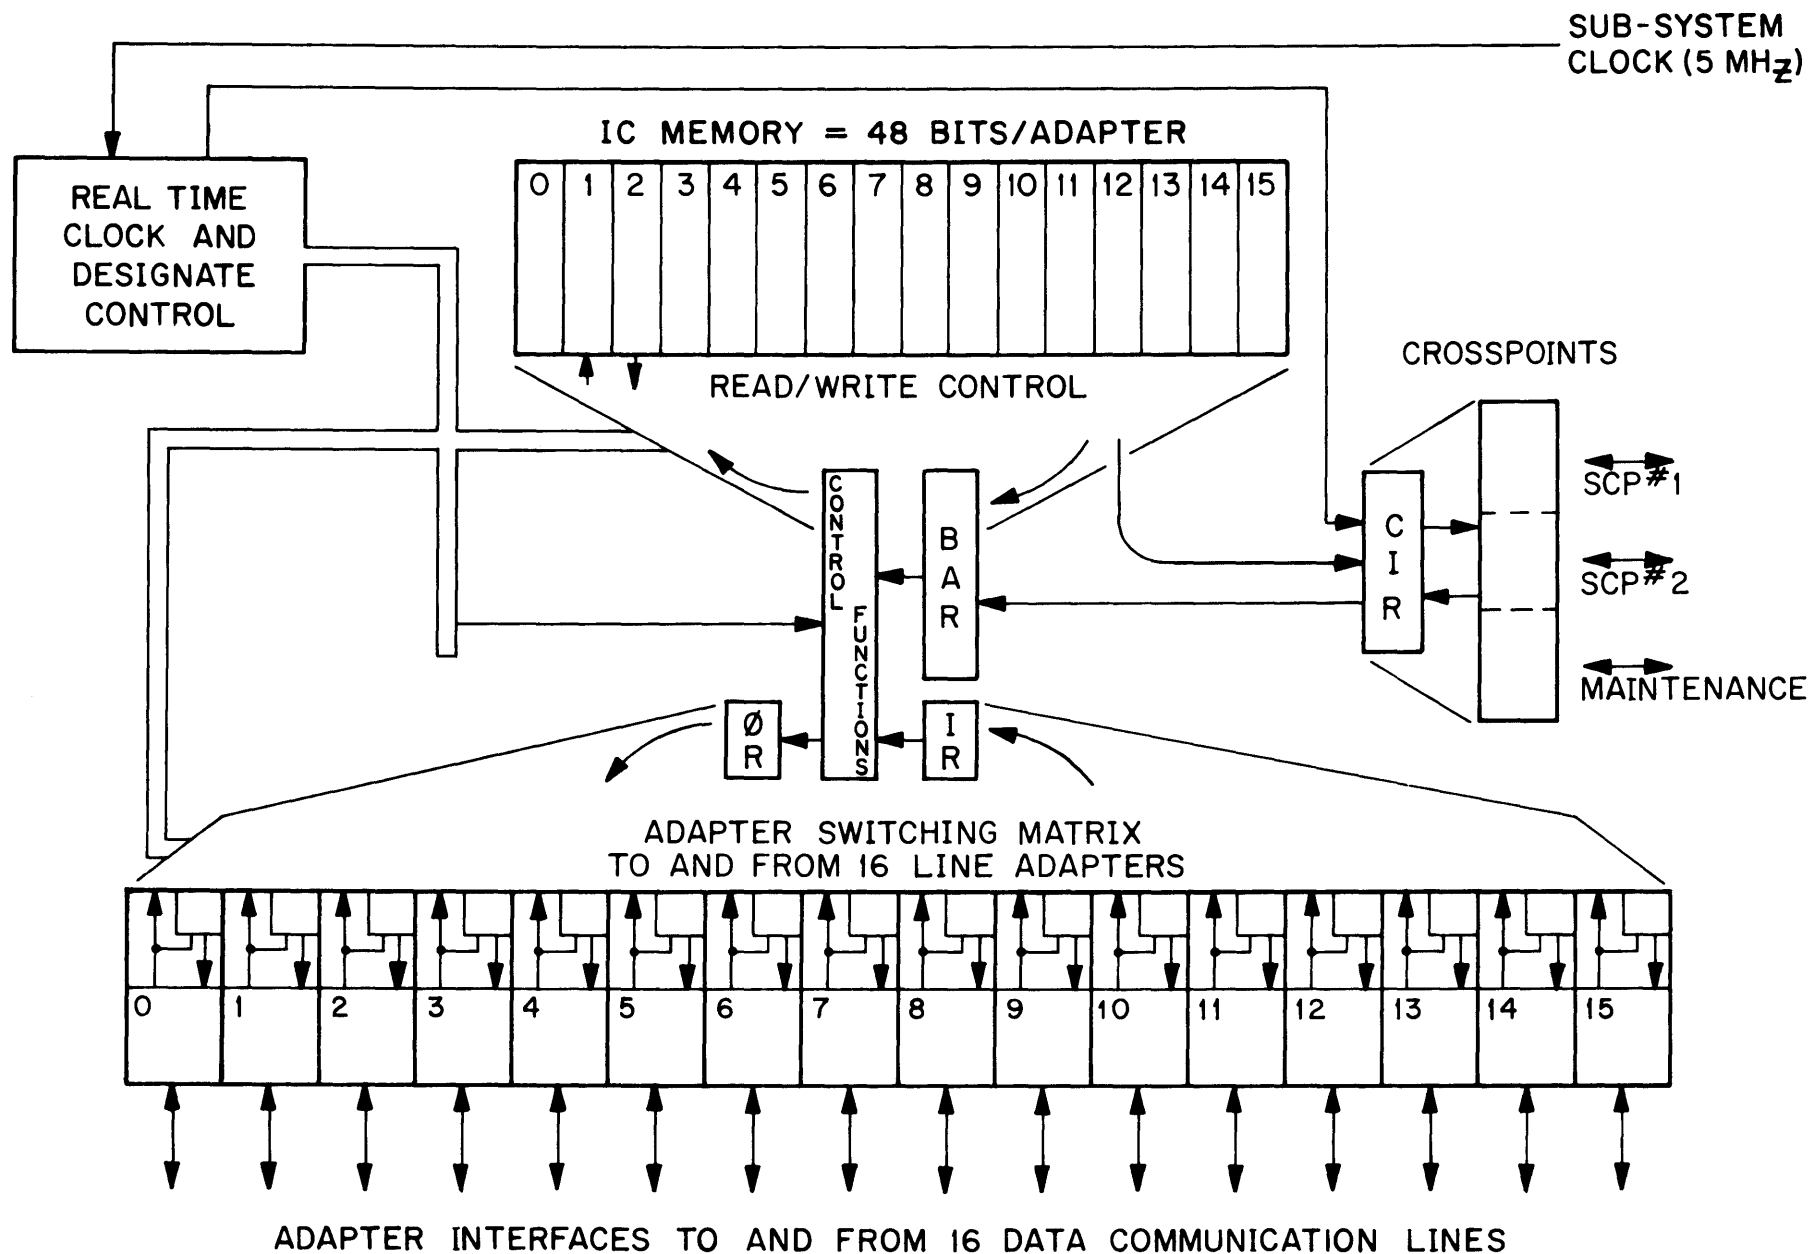 SUB-SYSTEM
CLOCK (5 MHZ)
IC MEMORY = 48 BITS/ADAPTER
0 1 2 3 4 5 6 7 8 9 10 11 12 13 14 15
REAL TIME
CLOCK AND
DESIGNATE
CONTROL
READ/WRITE CONTROL
CROSSPOINTS
CONTROL
FUNCTIONS
BAR
CIR
SCP#1
SCP#2
MAINTENANCE
ØR
IR
ADAPTER SWITCHING MATRIX
TO AND FROM 16 LINE ADAPTERS
0 1 2 3 4 5 6 7 8 9 10 11 12 13 14 15
ADAPTER INTERFACES TO AND FROM 16 DATA COMMUNICATION LINES